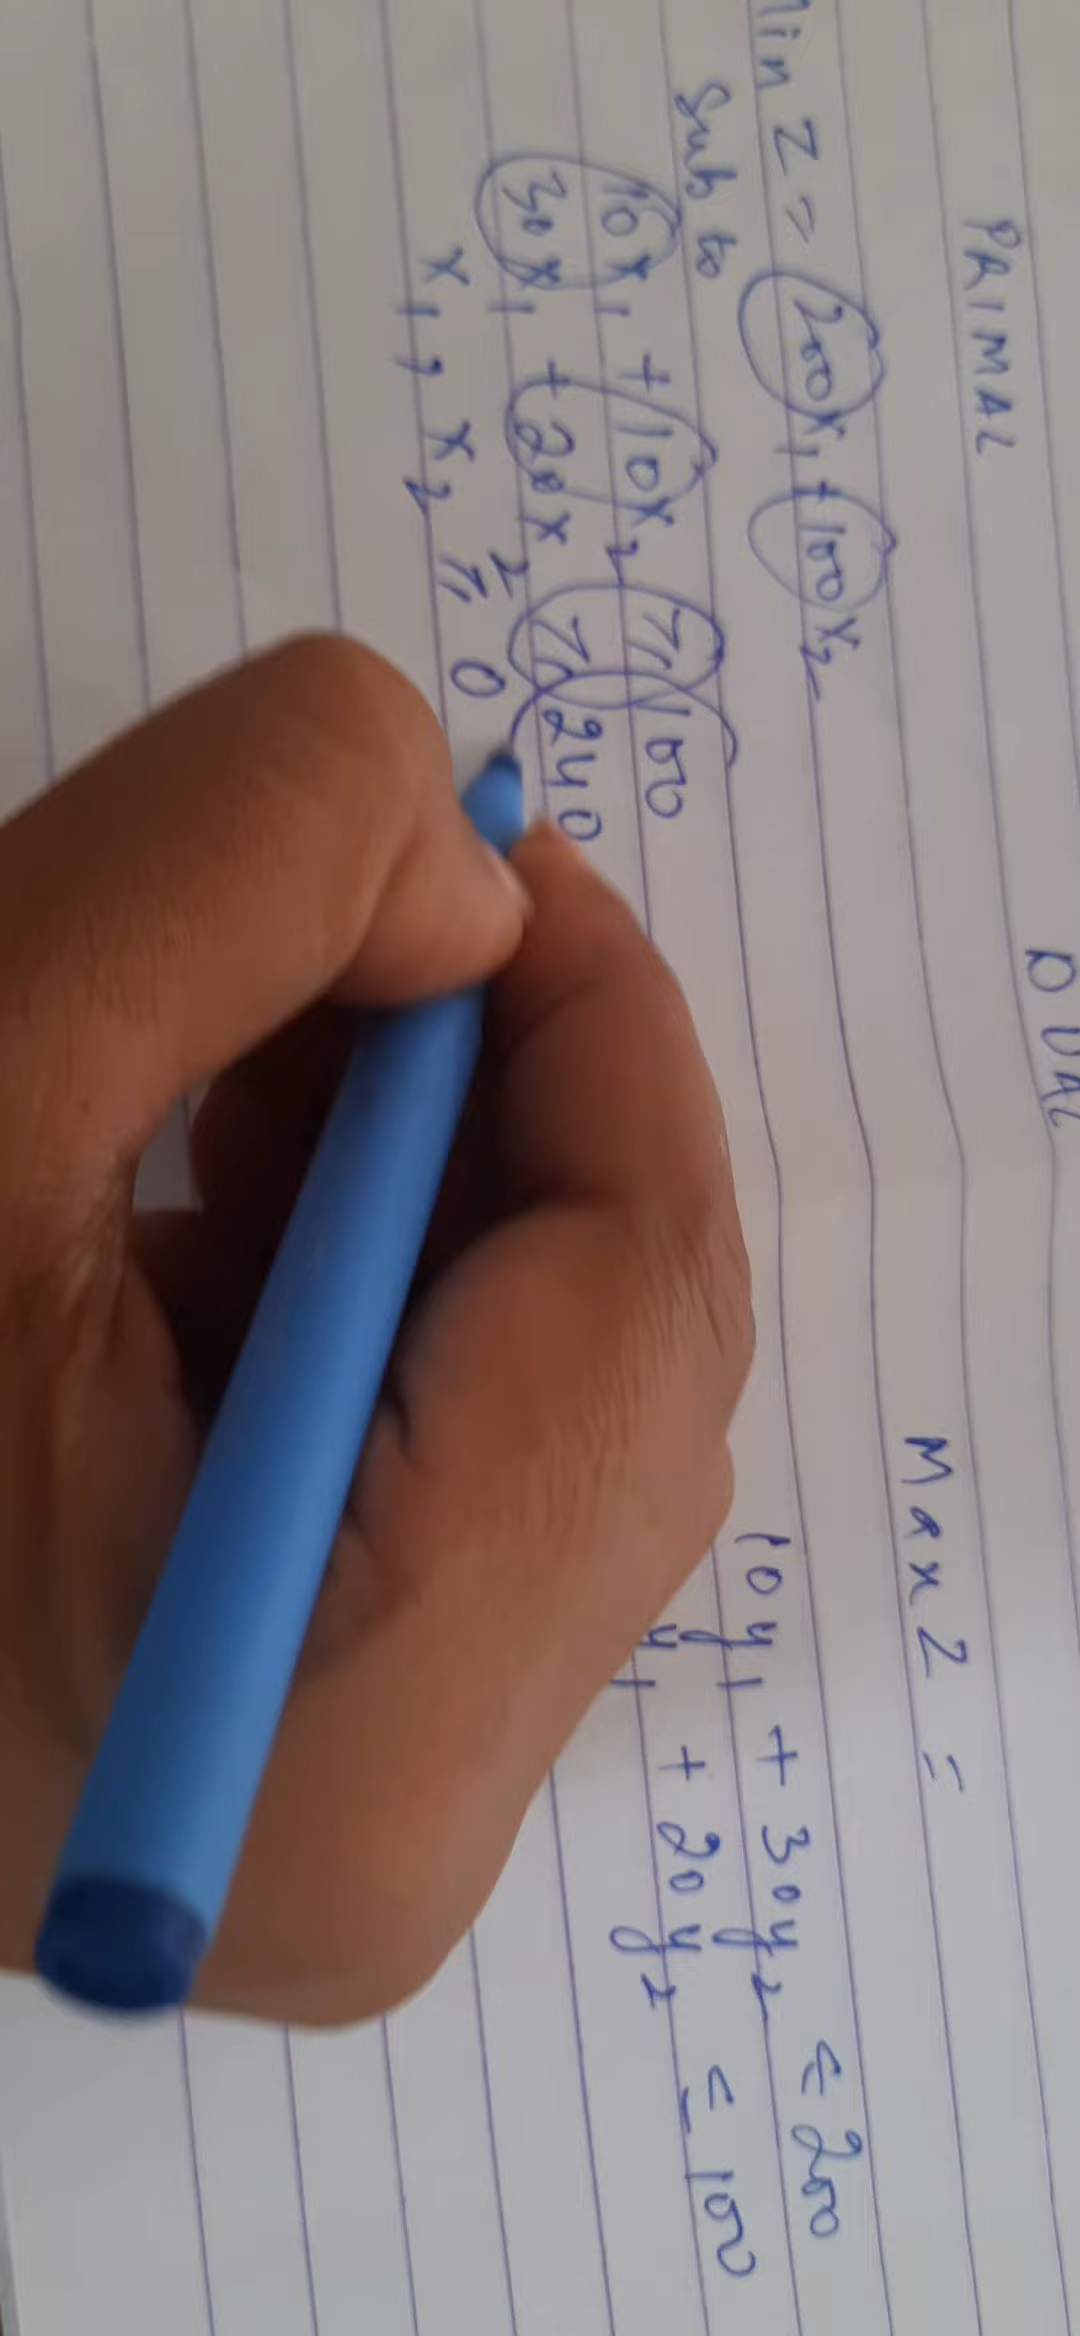 PRIMAL
Min Z = 200x₁ + 100x₂
Sub to
10x₁ + 10x₂ ≥ 100
30x₁ + 20x₂ ≥ 240
x₁, x₂ ≥ 0
DUAL
Max Z =
10y₁ + 30y₂ ≤ 200
y₁ + 20y₂ ≤ 100